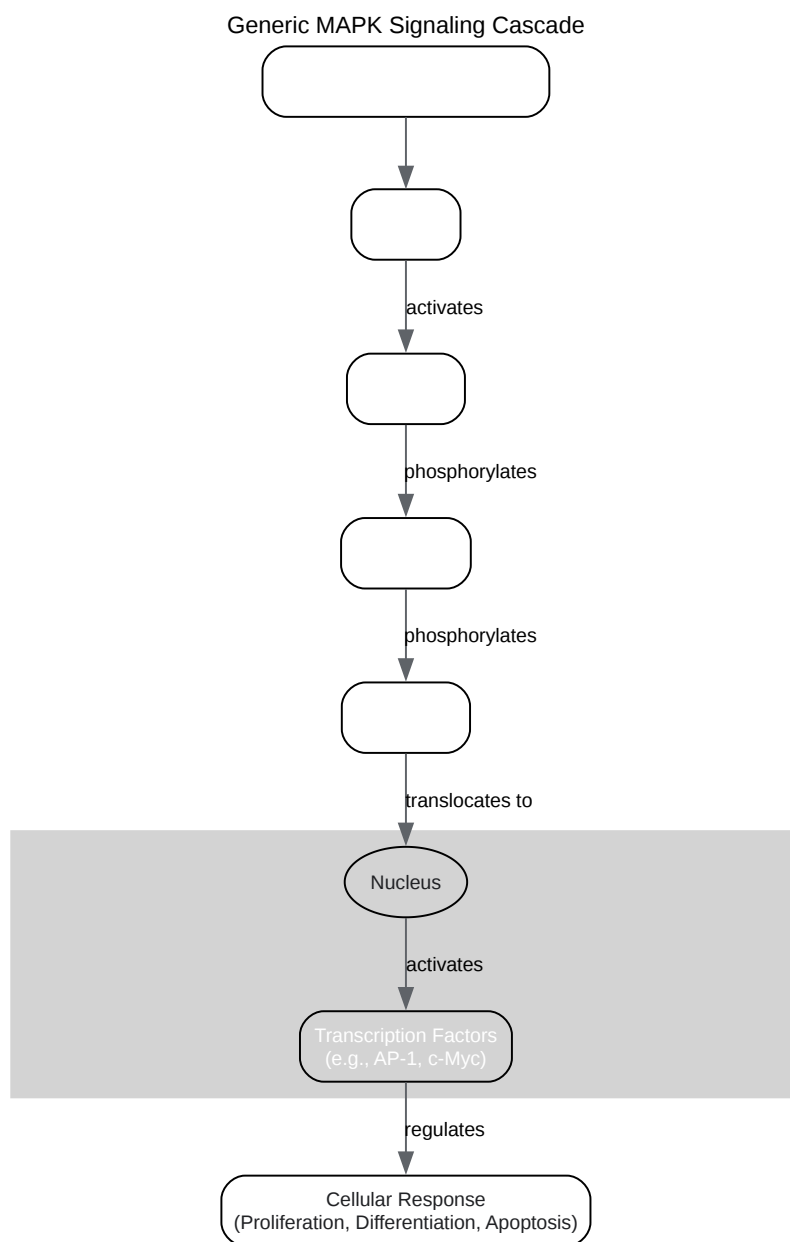 Generic MAPK Signaling Cascade
activates
phosphorylates
phosphorylates
translocates to
Nucleus
activates
Transcription Factors
(e.g., AP-1, c-Myc)
regulates
Cellular Response
(Proliferation, Differentiation, Apoptosis)